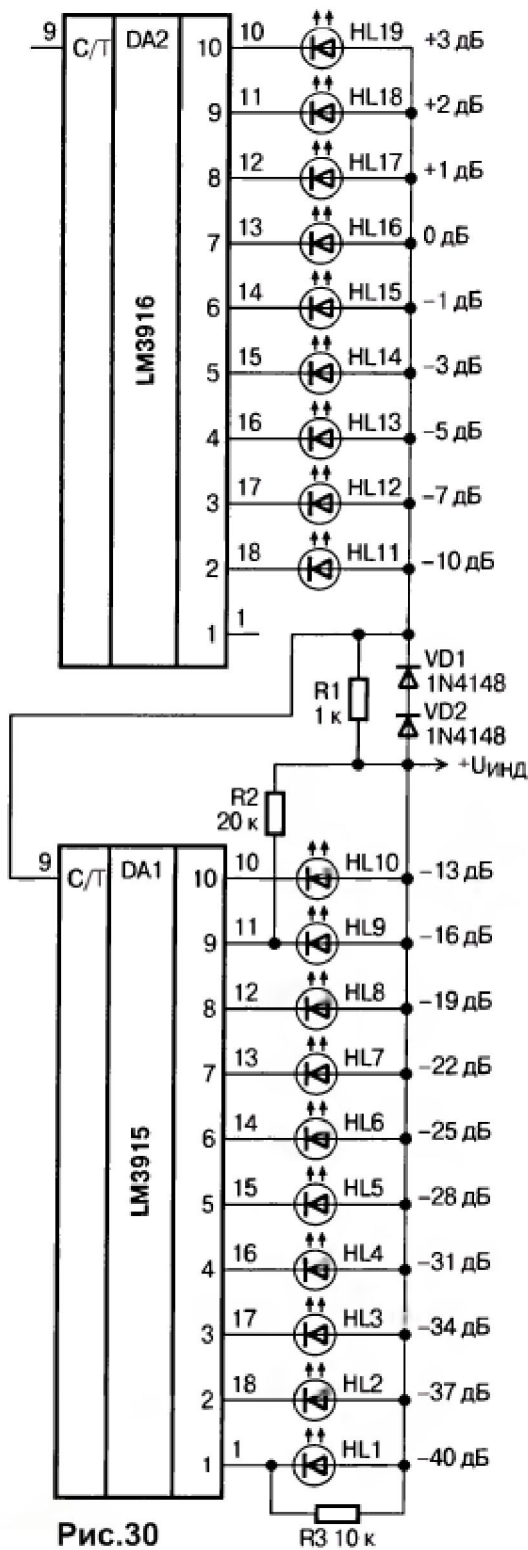 9 C/T DA2 10 10 HL19 +3 дБ
9 11 HL18 +2 дБ
8 12 HL17 +1 дБ
7 13 HL16 0 дБ
6 14 HL15 −1 дБ
LM3916
5 15 HL14 −3 дБ
4 16 HL13 −5 дБ
3 17 HL12 −7 дБ
2 18 HL11 −10 дБ
1 1
R1
1 к
VD1
1N4148
VD2
1N4148
+Uинд
R2
20 к
9 C/T DA1 10 10 HL10 −13 дБ
9 11 HL9 −16 дБ
8 12 HL8 −19 дБ
7 13 HL7 −22 дБ
6 14 HL6 −25 дБ
LM3915
5 15 HL5 −28 дБ
4 16 HL4 −31 дБ
3 17 HL3 −34 дБ
2 18 HL2 −37 дБ
1 1 HL1 −40 дБ
Рис.30
R3 10 к